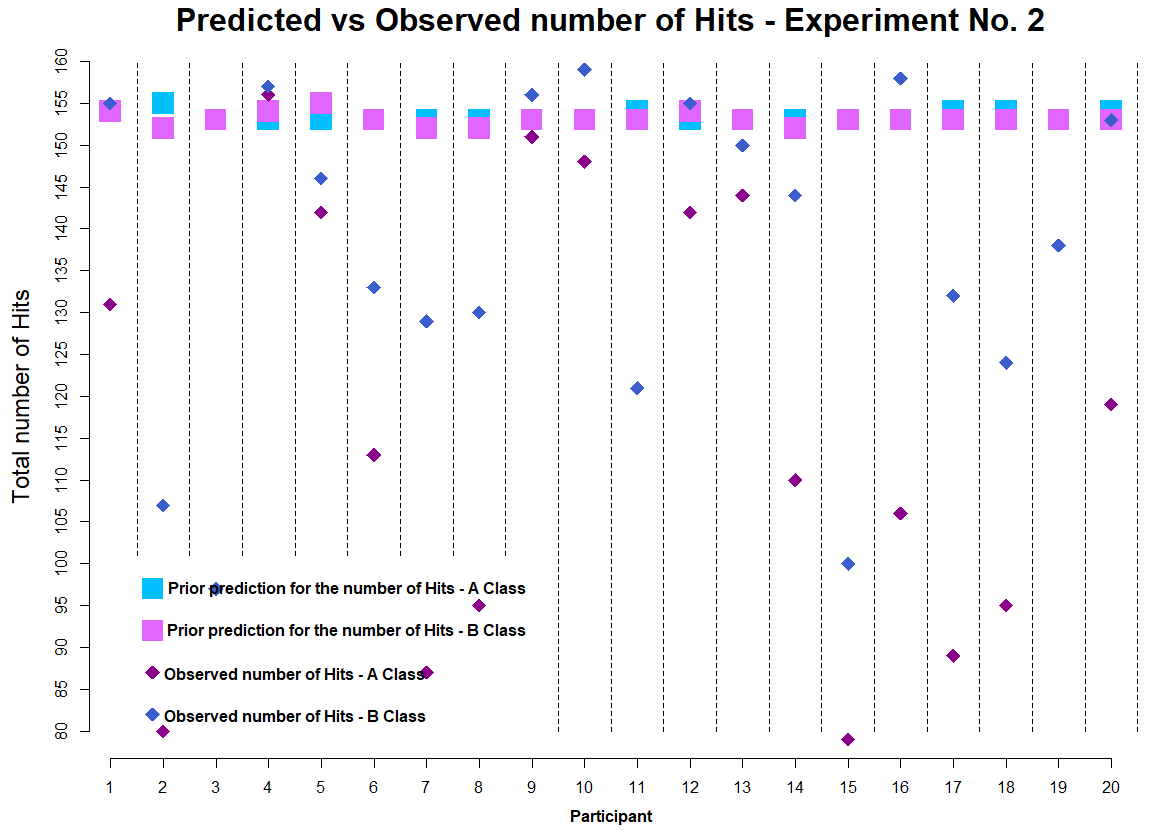 Predicted vs Observed number of Hits - Experiment No. 2
Total number of Hits
160
155
150
145
140
135
130
125
120
115
110
105
100
95
90
85
80
Prior prediction for the number of Hits - A Class
Prior prediction for the number of Hits - B Class
Observed number of Hits - A Class
Observed number of Hits - B Class
1 2 3 4 5 6 7 8 9 10 11 12 13 14 15 16 17 18 19 20
Participant